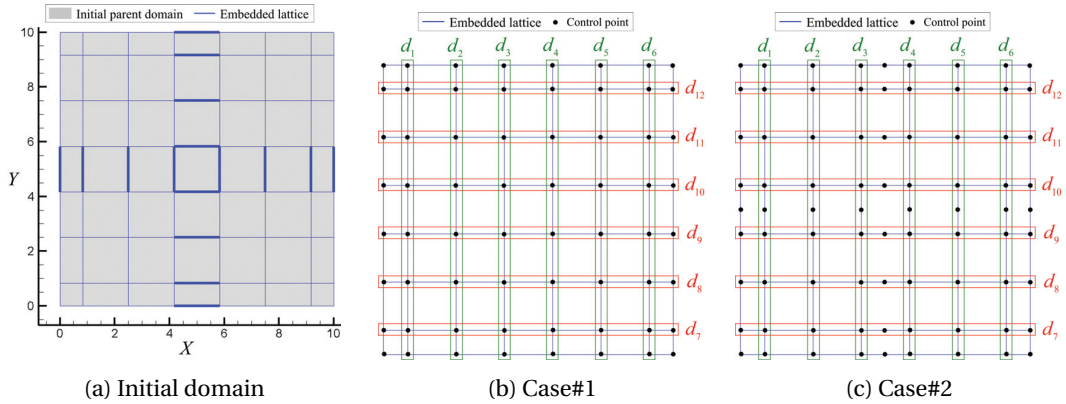 Initial parent domain Embedded lattice
10
8
6
Y
4
2
0
0 2 4 6 8 10
X
(a) Initial domain
Embedded lattice Control point
d1 d2 d3 d4 d5 d6
d12
d11
d10
d9
d8
d7
(b) Case#1
Embedded lattice Control point
d1 d2 d3 d4 d5 d6
d12
d11
d10
d9
d8
d7
(c) Case#2